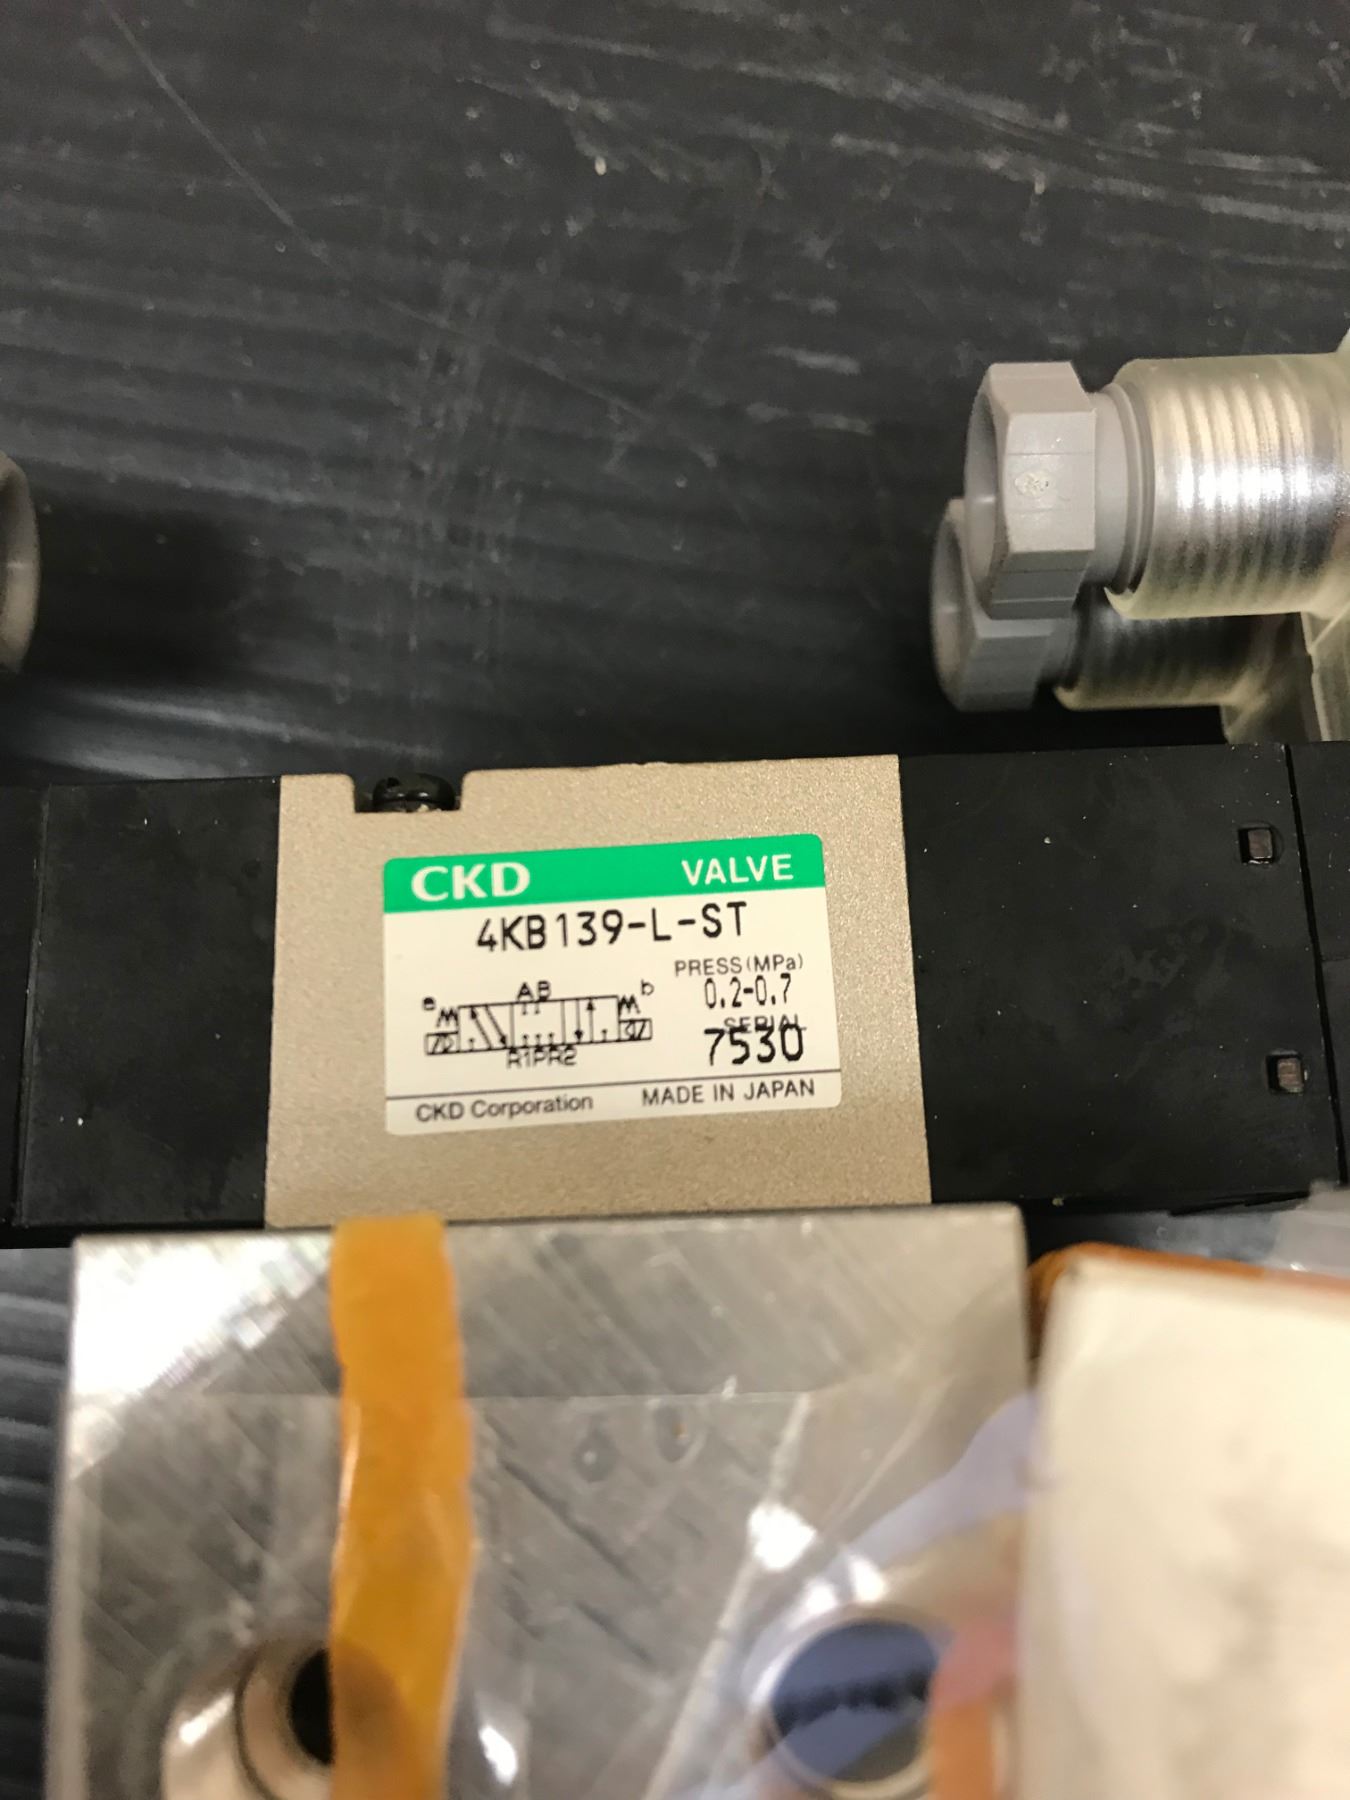 CKD VALVE
4KB139-L-ST
PRESS(MPa)
0.2-0.7
a AB b
SERIAL
7530
R1PR2
CKD Corporation MADE IN JAPAN